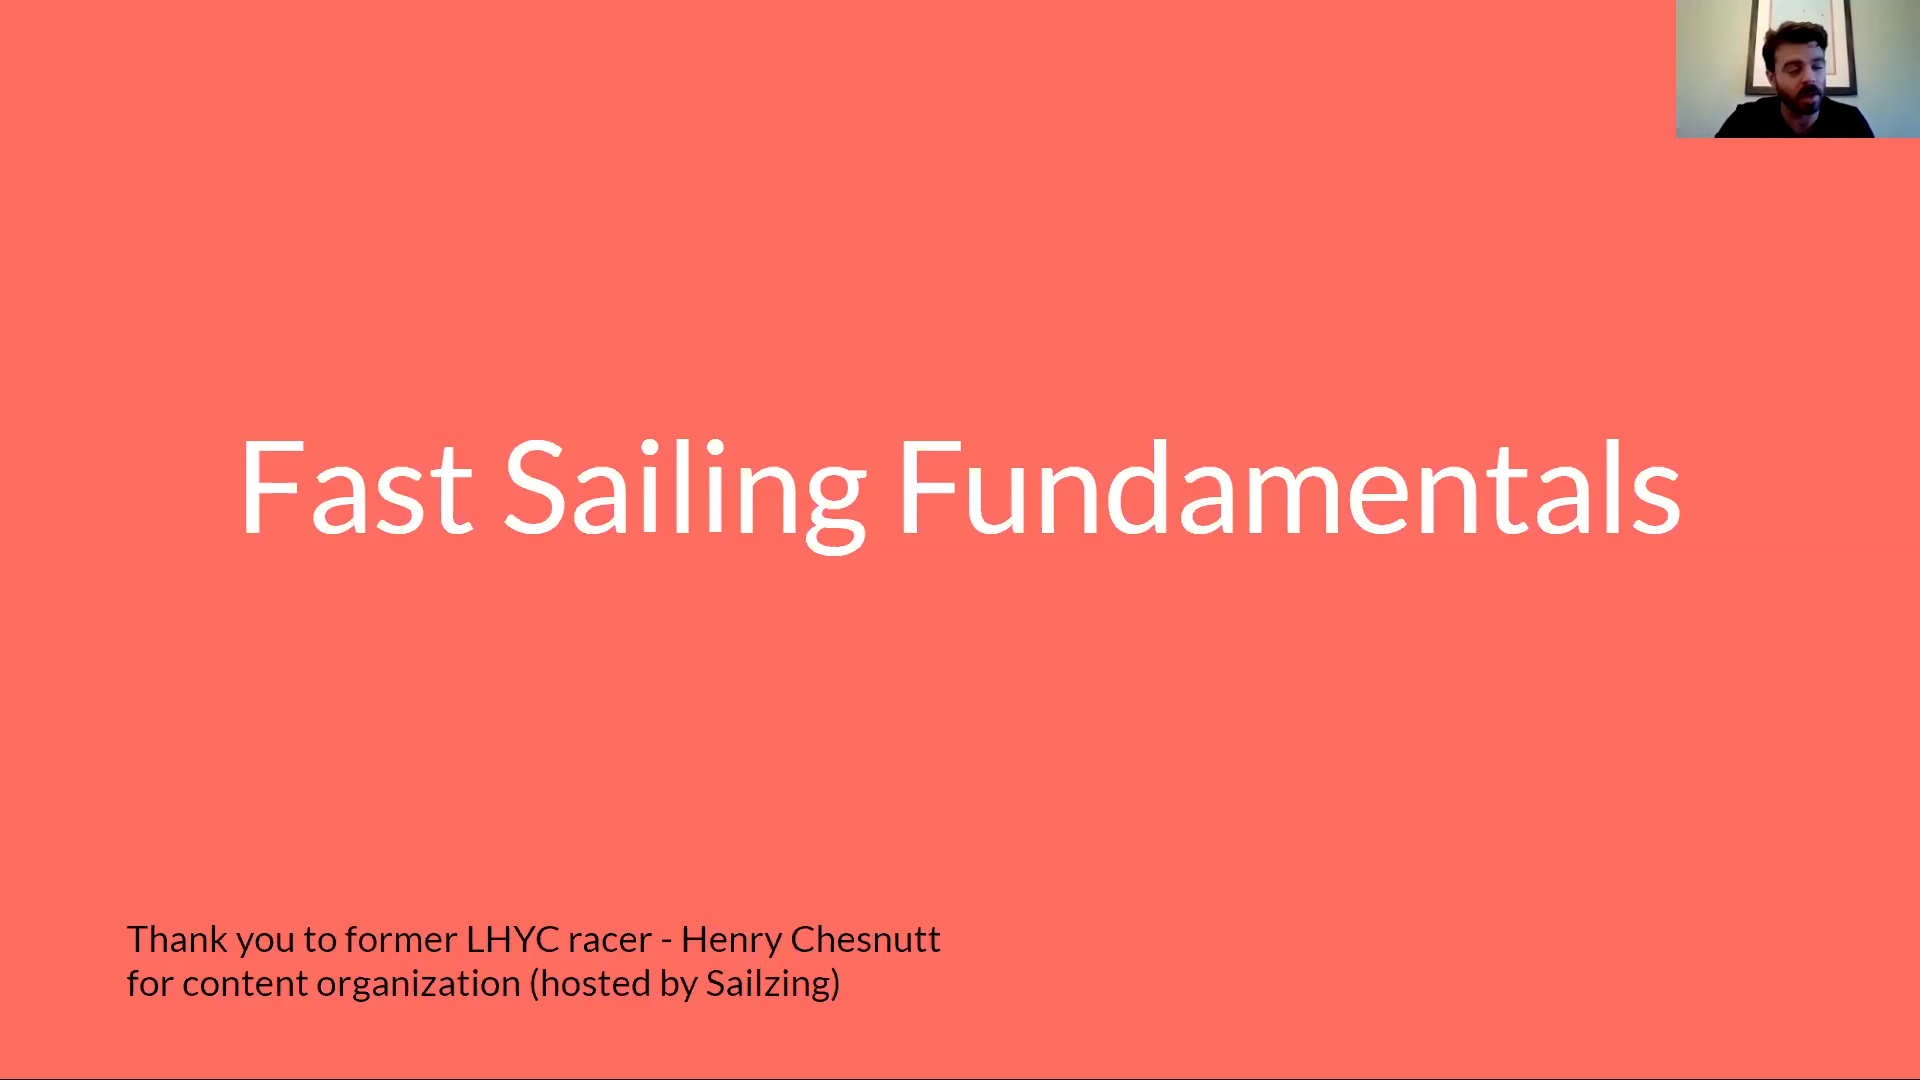 Fast Sailing Fundamentals
Thank you to former LHYC racer - Henry Chesnutt
for content organization (hosted by Sailzing)